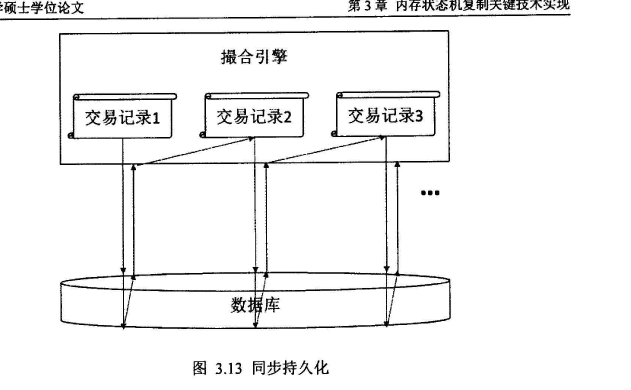 学硕士学位论文
第 3 章 内存状态机复制关键技术实现
撮合引擎
交易记录1
交易记录2
交易记录3
...
数据库
图 3.13 同步持久化